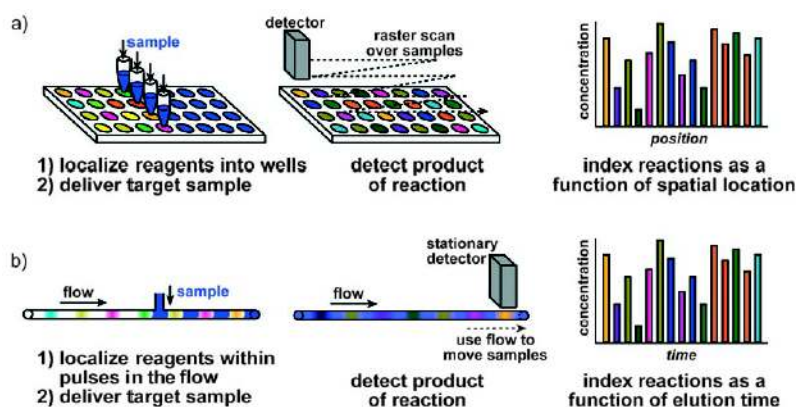 a)
sample
detector
raster scan
over samples
concentration
position
1) localize reagents into wells
2) deliver target sample
detect product
of reaction
index reactions as a
function of spatial location
b)
flow
sample
flow
stationary
detector
use flow to
move samples
concentration
time
1) localize reagents within
pulses in the flow
2) deliver target sample
detect product
of reaction
index reactions as a
function of elution time